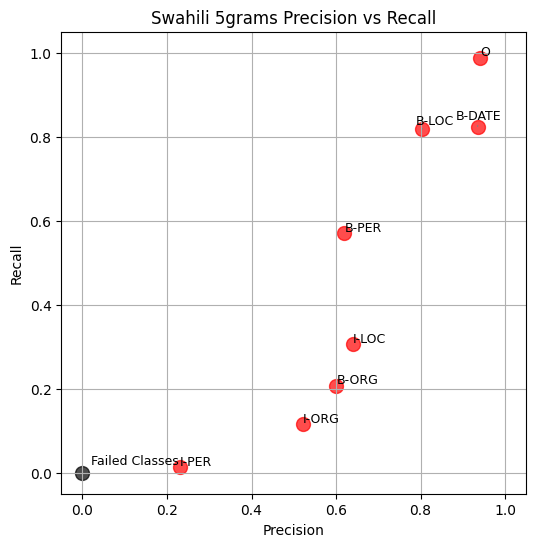 Swahili 5grams Precision vs Recall
1.0
0.8
0.6
0.4
0.2
0.0
Recall
O
B-LOC
B-DATE
B-PER
I-LOC
B-ORG
I-ORG
Failed Classes
I-PER
0.0
0.2
0.4
0.6
0.8
1.0
Precision